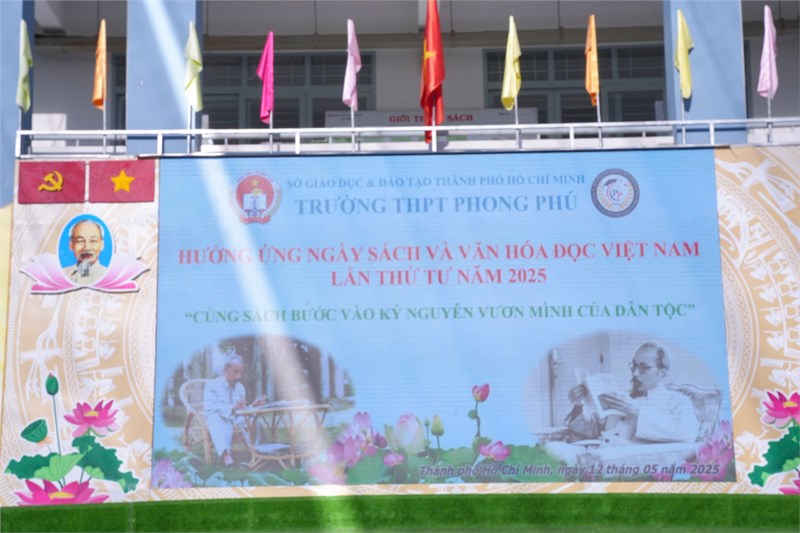 GIỚI THIỆU SÁCH
SỞ GIÁO DỤC & ĐÀO TẠO THÀNH PHỐ HỒ CHÍ MINH
TRƯỜNG THPT PHONG PHÚ
HƯỞNG ỨNG NGÀY SÁCH VÀ VĂN HÓA ĐỌC VIỆT NAM
LẦN THỨ TƯ NĂM 2025
“CÙNG SÁCH BƯỚC VÀO KỶ NGUYÊN VƯƠN MÌNH CỦA DÂN TỘC”
Thành phố Hồ Chí Minh, ngày 12 tháng 05 năm 2025